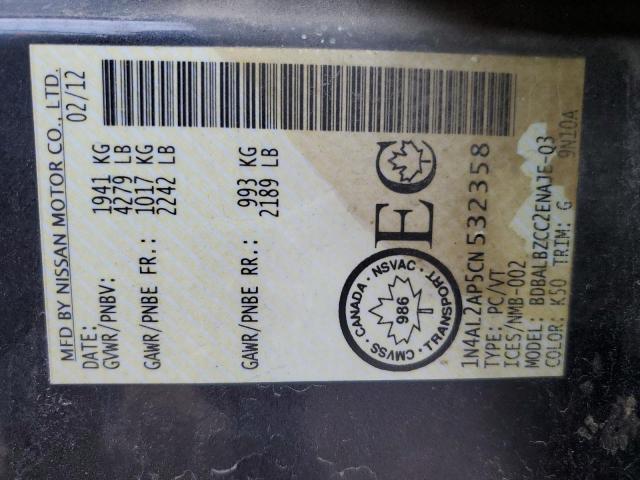 MFD BY NISSAN MOTOR CO., LTD.
DATE: 02/12
GVWR/PNBV: 1941 KG
4279 LB
GAWR/PNBE FR.: 1017 KG
2242 LB
GAWR/PNBE RR.: 993 KG
2189 LB
CANADA · NSVAC · TRANSPORT · CMVSS ·
986
EC
1N4AL2AP5CN532358
TYPE: PC/VT
ICES/NMB-002
MODEL: BDBALBZCC2ENAJE-Q3
COLOR: K50 TRIM: G 9N10A